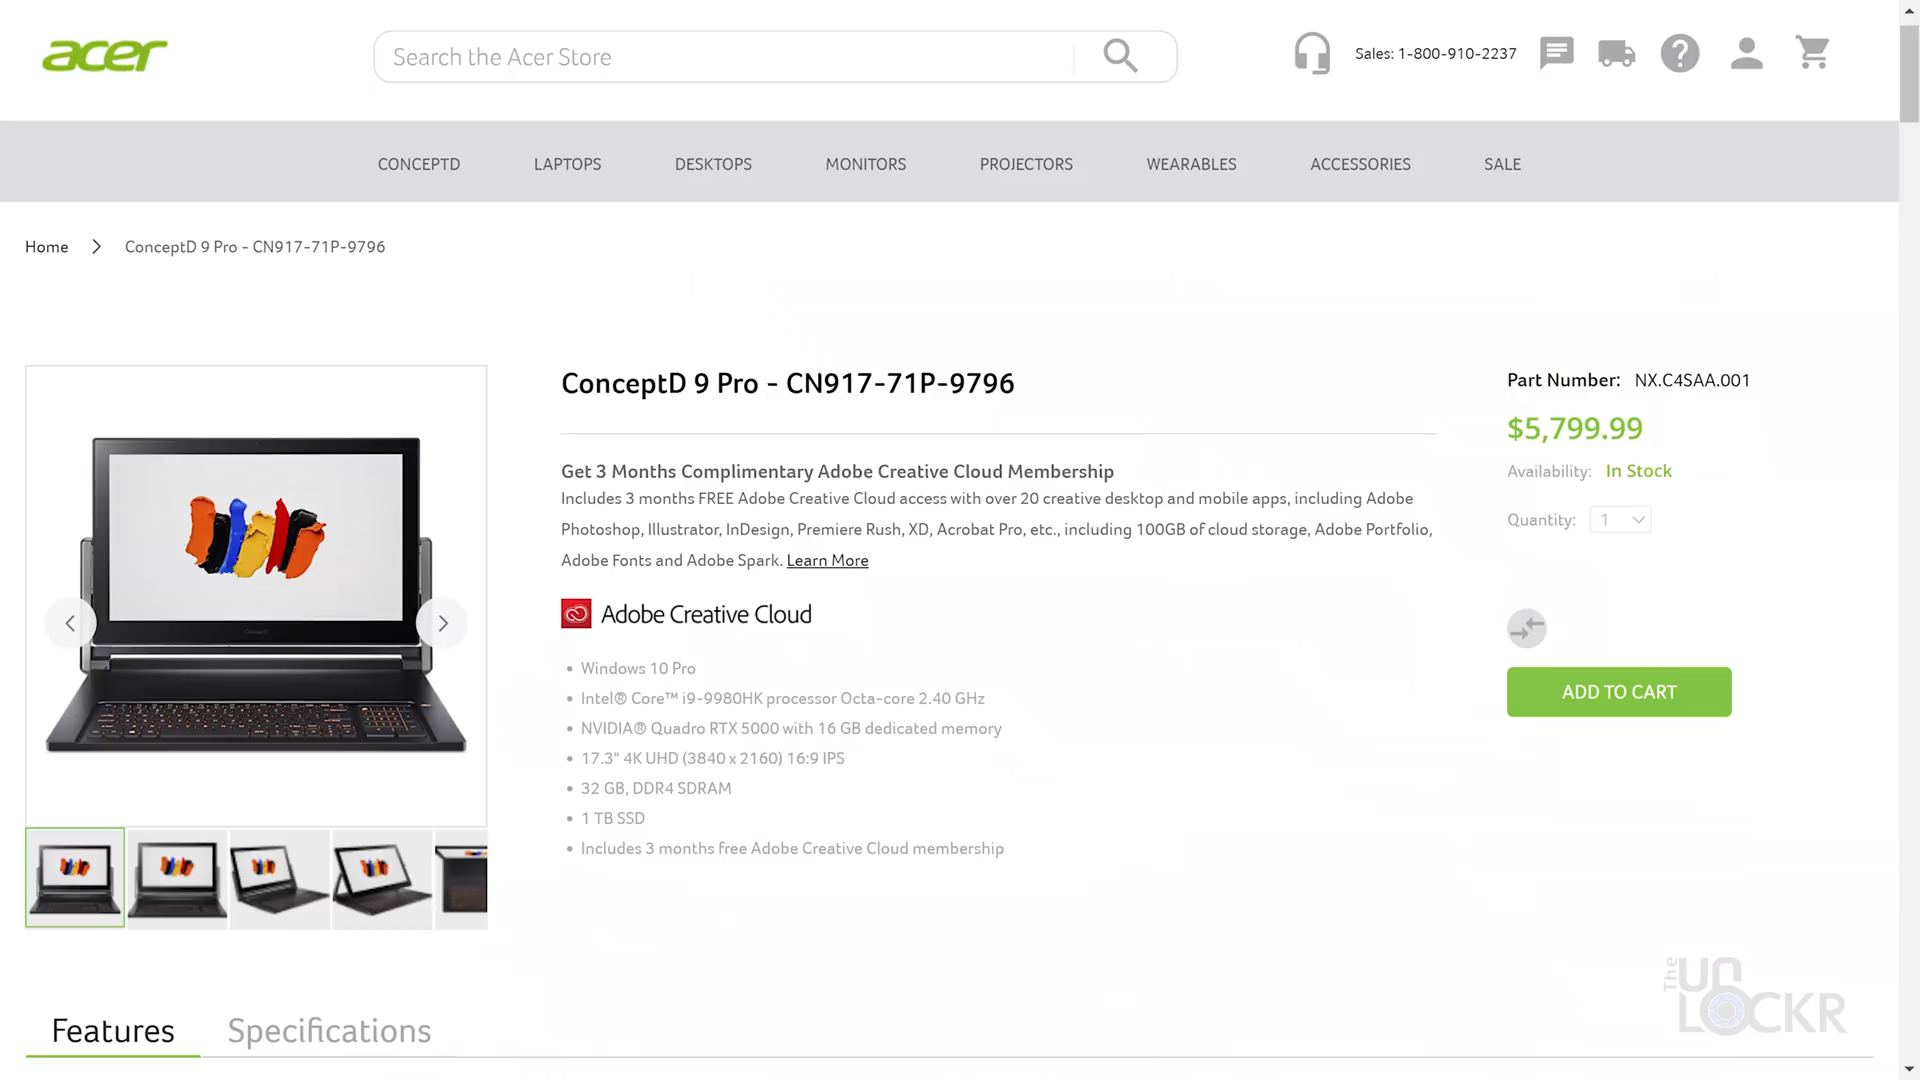 acer
Search the Acer Store
Sales: 1-800-910-2237
CONCEPTD LAPTOPS DESKTOPS MONITORS PROJECTORS WEARABLES ACCESSORIES SALE
Home ConceptD 9 Pro - CN917-71P-9796
ConceptD 9 Pro - CN917-71P-9796
Part Number: NX.C4SAA.001
$5,799.99
Availability: In Stock
Quantity: 1
Get 3 Months Complimentary Adobe Creative Cloud Membership
Includes 3 months FREE Adobe Creative Cloud access with over 20 creative desktop and mobile apps, including Adobe
Photoshop, Illustrator, InDesign, Premiere Rush, XD, Acrobat Pro, etc., including 100GB of cloud storage, Adobe Portfolio,
Adobe Fonts and Adobe Spark. Learn More
Adobe Creative Cloud
• Windows 10 Pro
• Intel® Core™ i9-9980HK processor Octa-core 2.40 GHz
• NVIDIA® Quadro RTX 5000 with 16 GB dedicated memory
• 17.3" 4K UHD (3840 x 2160) 16:9 IPS
• 32 GB, DDR4 SDRAM
• 1 TB SSD
• Includes 3 months free Adobe Creative Cloud membership
ADD TO CART
Features Specifications
The
UN
LOCKR